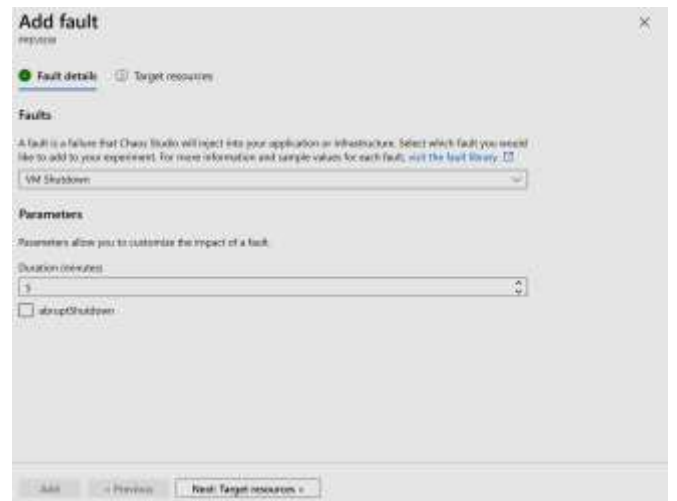 Add fault
PREVIEW
Fault details Target resources
Faults
A fault is a failure that Chaos Studio will inject into your application or infrastructure. Select which fault you would
like to add to your experiment. For more information and sample values for each fault, visit the fault library.
VM Shutdown
Parameters
Parameters allow you to customize the impact of a fault.
Duration (minutes)
5
abruptShutdown
Add < Previous Next: Target resources >